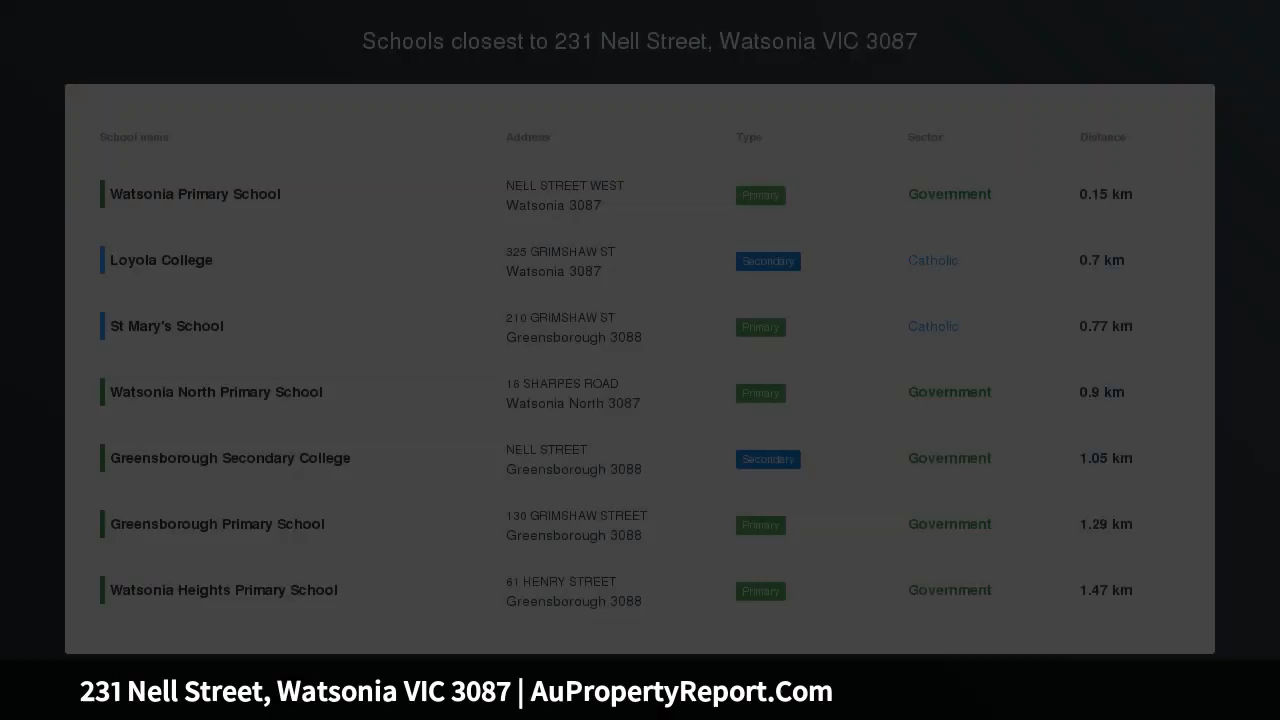 Schools closest to 231 Nell Street, Watsonia VIC 3087
School name Address Type Sector Distance
Watsonia Primary School NELL STREET WEST Watsonia 3087 Primary Government 0.15 km
Loyola College 325 GRIMSHAW ST Watsonia 3087 Secondary Catholic 0.7 km
St Mary's School 210 GRIMSHAW ST Greensborough 3088 Primary Catholic 0.77 km
Watsonia North Primary School 16 SHARPES ROAD Watsonia North 3087 Primary Government 0.9 km
Greensborough Secondary College NELL STREET Greensborough 3088 Secondary Government 1.05 km
Greensborough Primary School 130 GRIMSHAW STREET Greensborough 3088 Primary Government 1.29 km
Watsonia Heights Primary School 61 HENRY STREET Greensborough 3088 Primary Government 1.47 km
231 Nell Street, Watsonia VIC 3087 | AuPropertyReport.Com